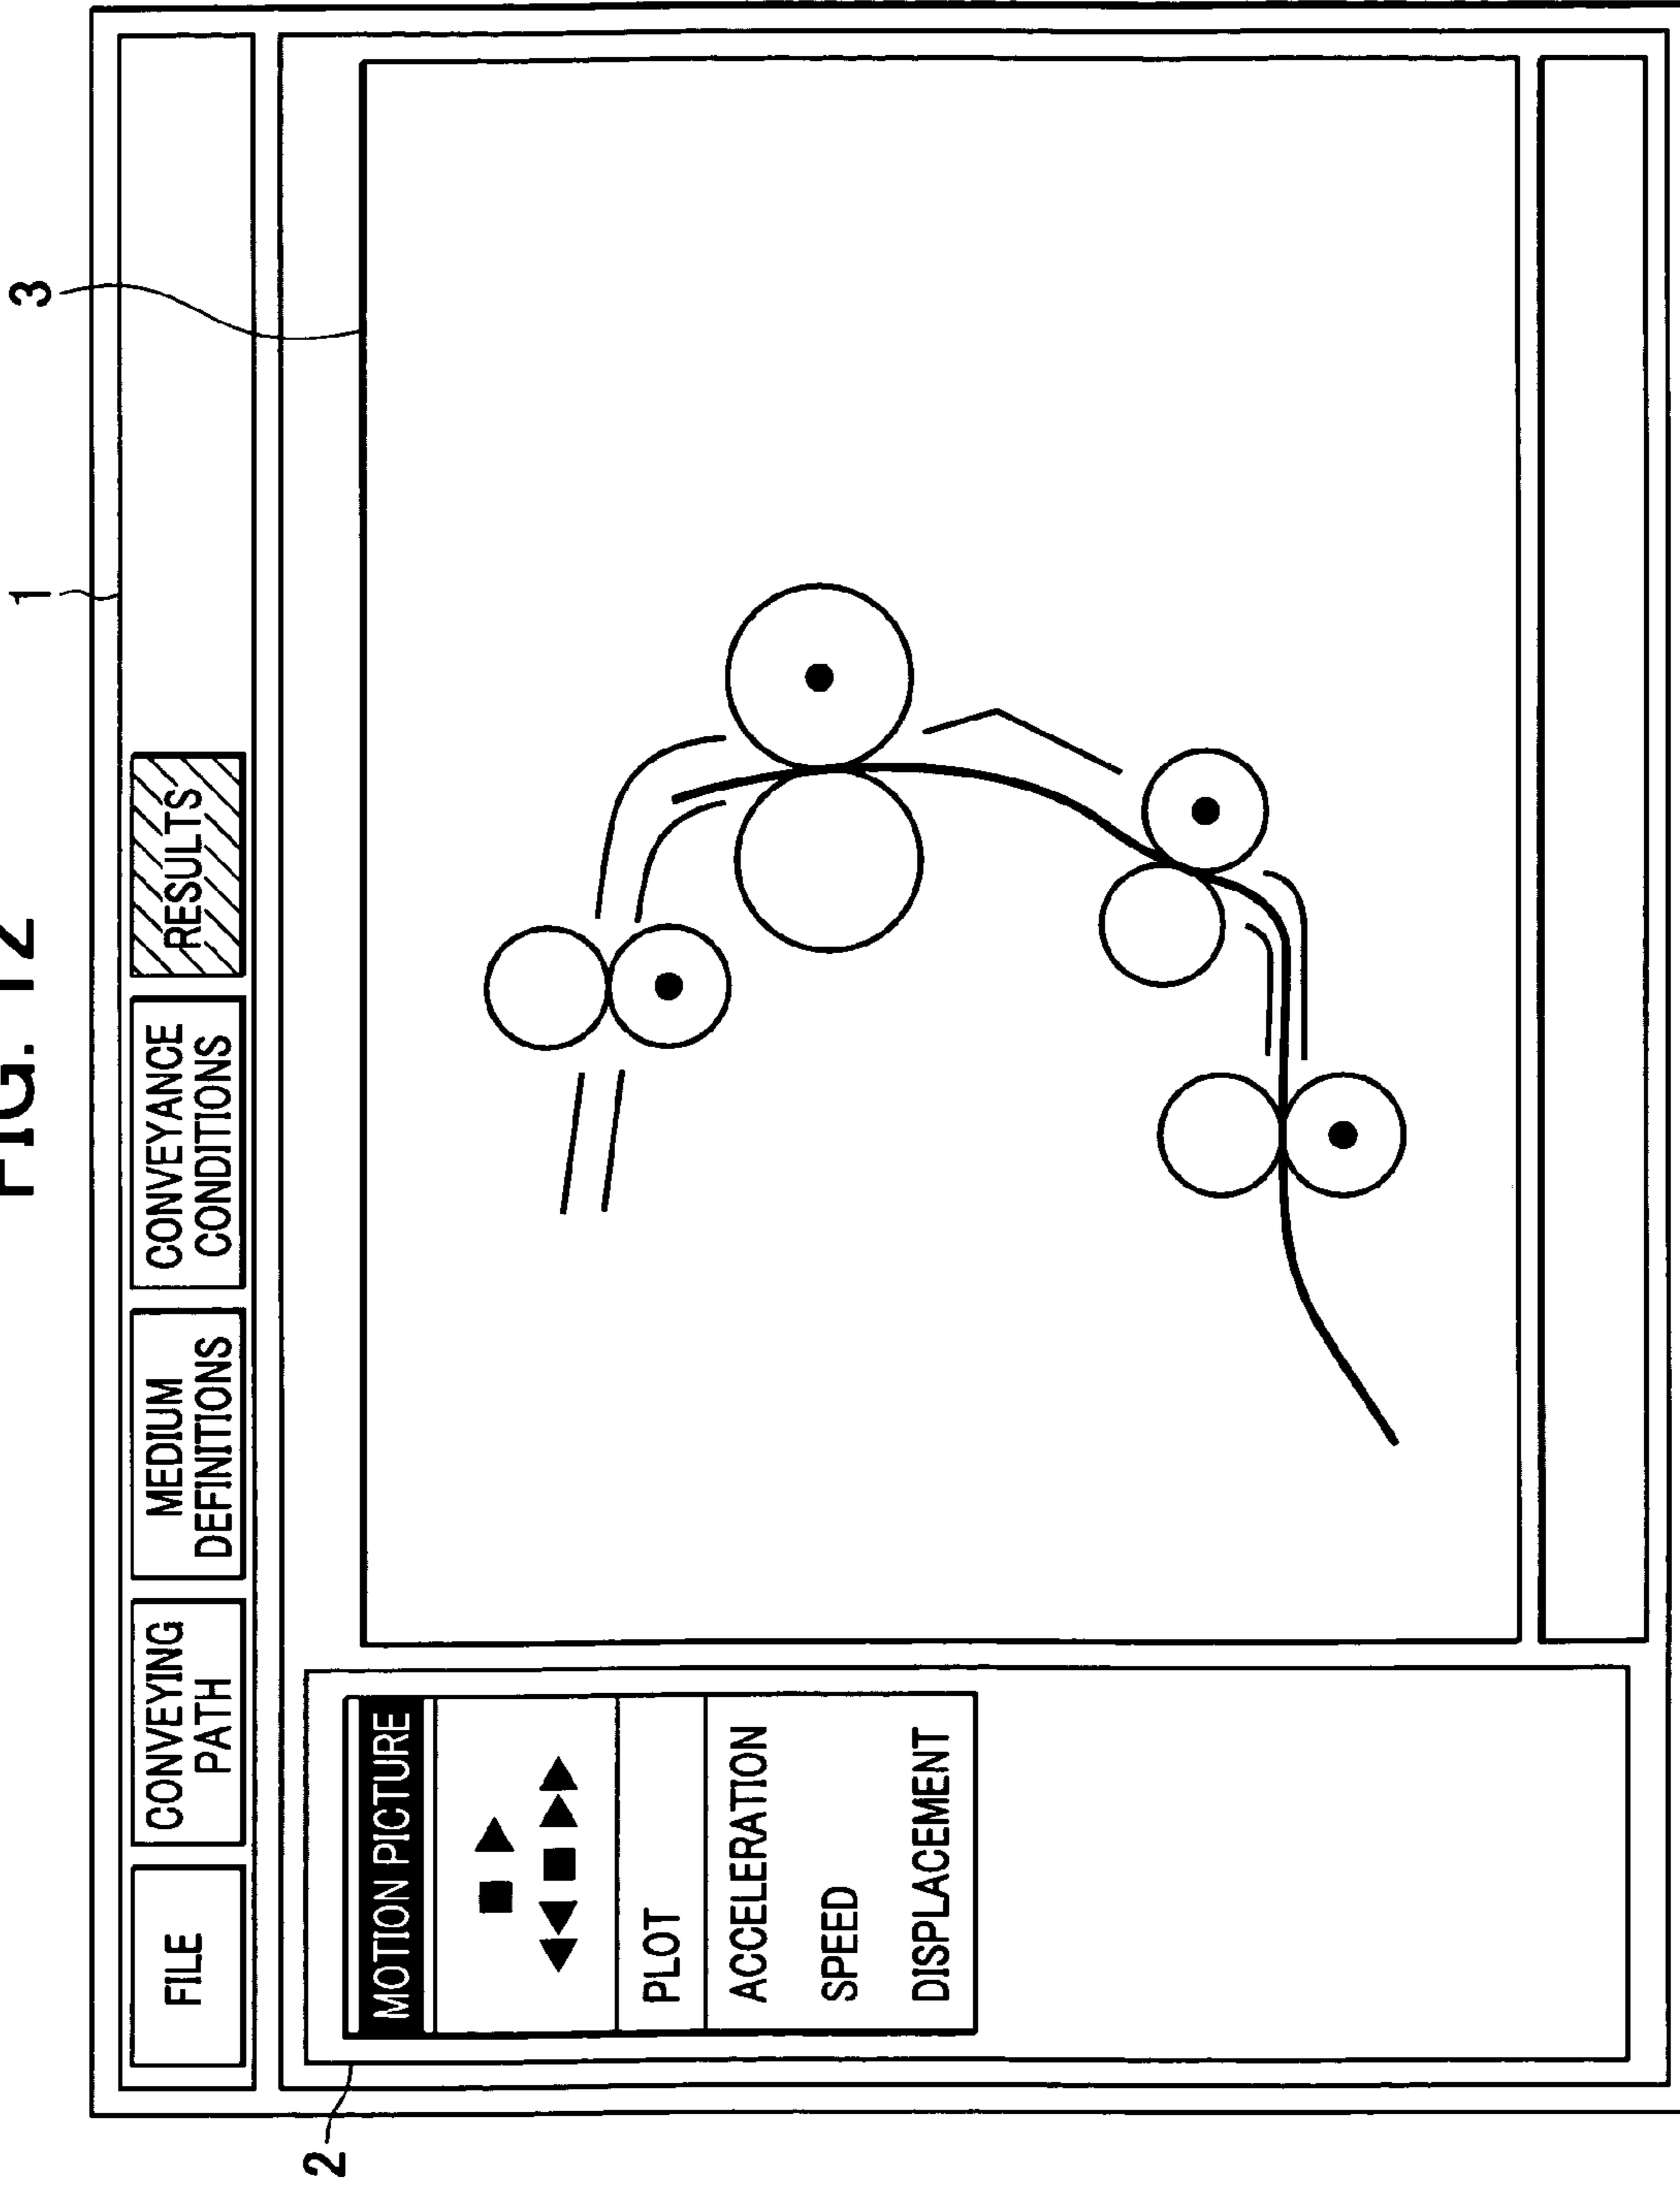 FIG. 12
1
3
FILE
CONVEYING
PATH
MEDIUM
DEFINITIONS
CONVEYANCE
CONDITIONS
RESULTS
2
MOTION PICTURE
PLOT
ACCELERATION
SPEED
DISPLACEMENT